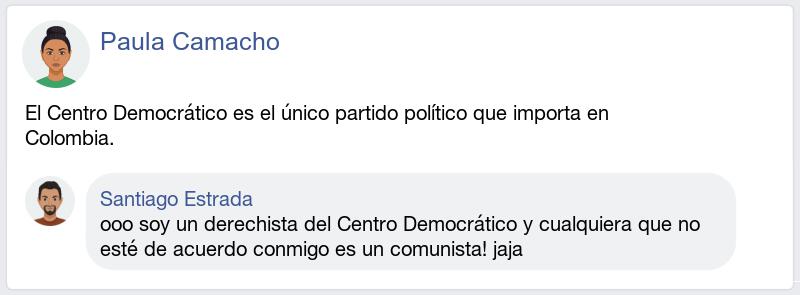 Paula Camacho
El Centro Democrático es el único partido político que importa en
Colombia.
Santiago Estrada
ooo soy un derechista del Centro Democrático y cualquiera que no
esté de acuerdo conmigo es un comunista! jaja